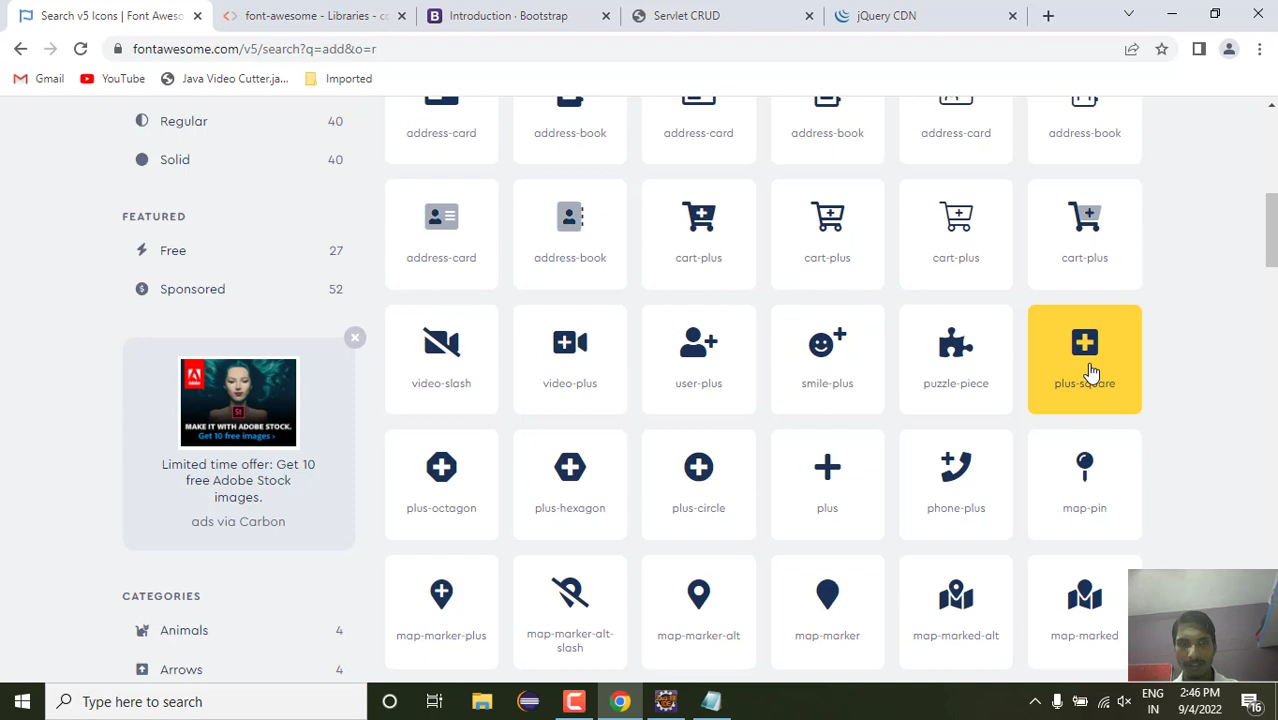 Search v5 Icons | Font Aweso
font-awesome - Libraries - c
Introduction · Bootstrap
Servlet CRUD
jQuery CDN
fontawesome.com/v5/search?q=add&o=r
Gmail
YouTube
Java Video Cutter.ja...
Imported
Regular 40
Solid 40
FEATURED
Free 27
Sponsored 52
MAKE IT WITH ADOBE STOCK.
Get 10 free images ›
Limited time offer: Get 10
free Adobe Stock
images.
ads via Carbon
CATEGORIES
Animals 4
Arrows 4
address-card address-book address-card address-book address-card address-book
address-card address-book cart-plus cart-plus cart-plus cart-plus
video-slash video-plus user-plus smile-plus puzzle-piece plus-square
plus-octagon plus-hexagon plus-circle plus phone-plus map-pin
map-marker-plus map-marker-alt-
slash map-marker-alt map-marker map-marked-alt map-marked
Type here to search
ENG
IN
2:46 PM
9/4/2022
16